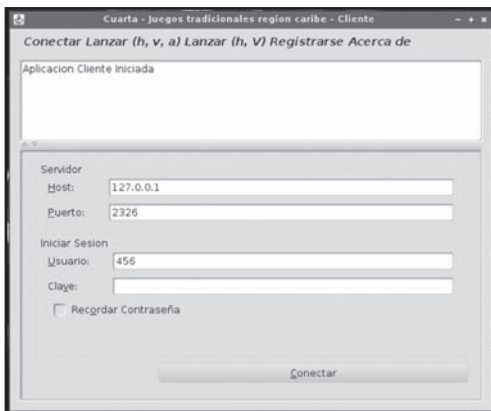 Cuarta - Juegos tradicionales region caribe - Cliente
Conectar Lanzar (h, v, a) Lanzar (h, V) Registrarse Acerca de
Aplicacion Cliente Iniciada
Servidor
Host: 127.0.0.1
Puerto: 2326
Iniciar Sesion
Usuario: 456
Clave:
Recordar Contraseña
Conectar